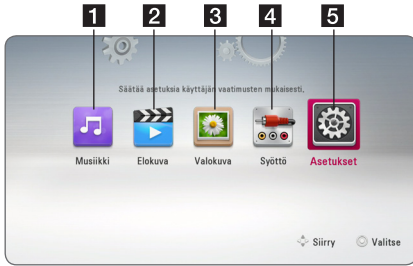 1 2 3 4 5
Säätää asetuksia käyttäjän vaatimusten mukaisesti.
Musiikki Elokuva Valokuva Syöttö Asetukset
Siirry Valitse